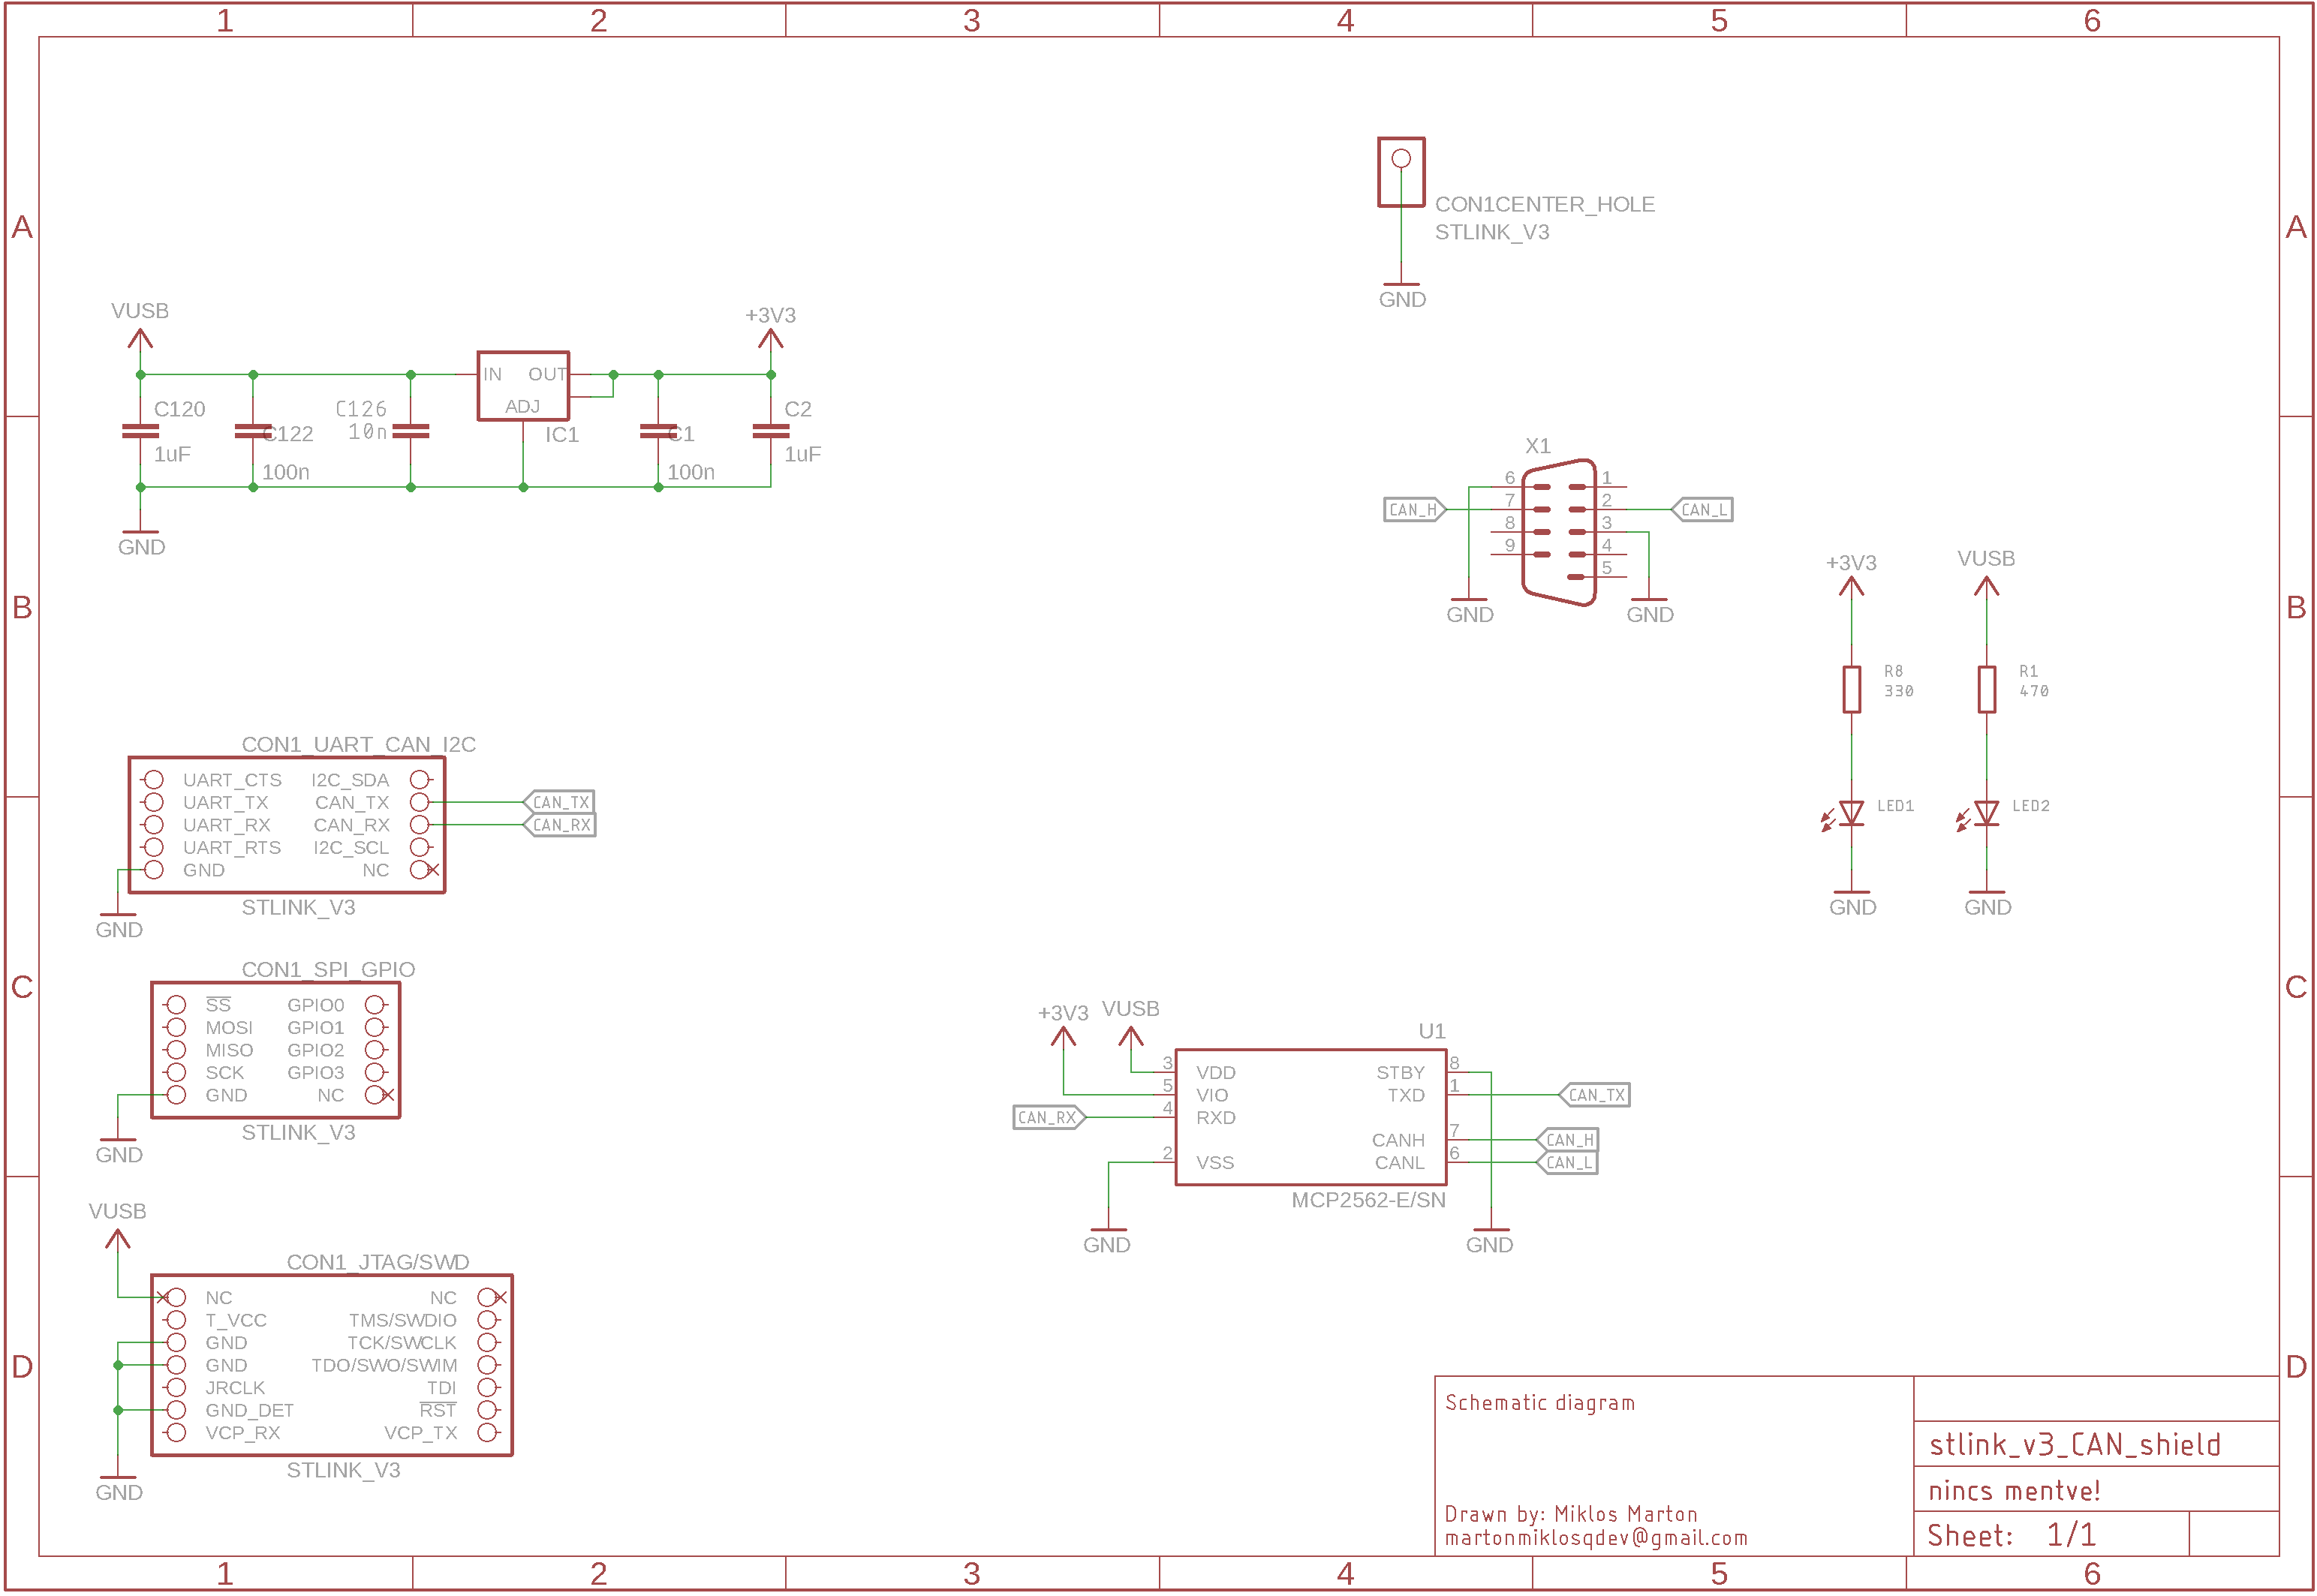 1 2 3 4 5 6
A A
B B
C C
D D
CON1CENTER_HOLE
STLINK_V3
GND
VUSB
+3V3
IN OUT
ADJ
IC1
C120
1uF
C122
100n
C126
10n
C1
100n
C2
1uF
GND
X1
6 1
7 2
8 3
9 4
5
CAN_H
CAN_L
GND
GND
+3V3
VUSB
R8
330
R1
470
LED1
LED2
GND
GND
CON1_UART_CAN_I2C
UART_CTS I2C_SDA
UART_TX CAN_TX
UART_RX CAN_RX
UART_RTS I2C_SCL
GND NC
CAN_TX
CAN_RX
STLINK_V3
GND
CON1_SPI_GPIO
SS GPIO0
MOSI GPIO1
MISO GPIO2
SCK GPIO3
GND NC
STLINK_V3
GND
+3V3
VUSB
U1
3 VDD STBY 8
5 VIO TXD 1
4 RXD
CANH 7
2 VSS CANL 6
CAN_RX
CAN_TX
CAN_H
CAN_L
MCP2562-E/SN
GND
GND
VUSB
CON1_JTAG/SWD
NC NC
T_VCC TMS/SWDIO
GND TCK/SWCLK
GND TDO/SWO/SWIM
JRCLK TDI
GND_DET RST
VCP_RX VCP_TX
STLINK_V3
GND
Schematic diagram
Drawn by: Miklos Marton
martonmiklosqdev@gmail.com
stlink_v3_CAN_shield
nincs mentve!
Sheet: 1/1
1 2 3 4 5 6